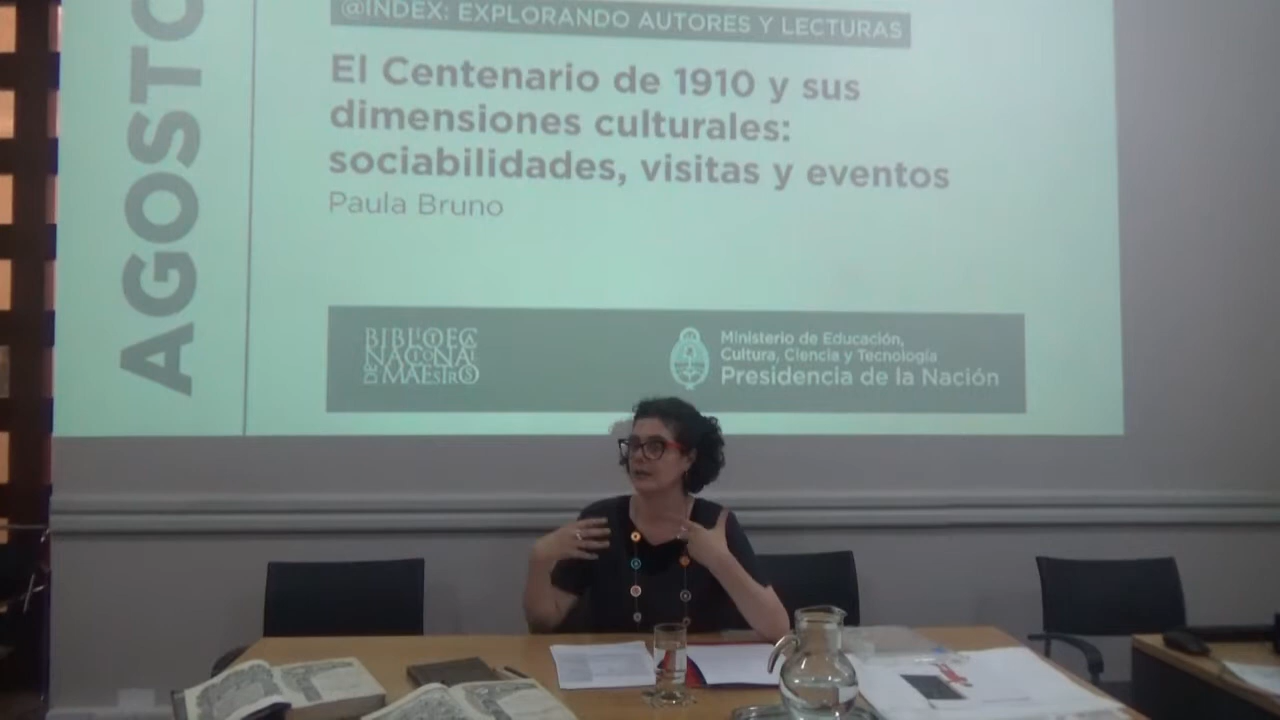 AGOSTO
@INDEX: EXPLORANDO AUTORES Y LECTURAS
El Centenario de 1910 y sus
dimensiones culturales:
sociabilidades, visitas y eventos
Paula Bruno
BIBLIOTECA
NACIONAL
DE MAESTROS
Ministerio de Educación,
Cultura, Ciencia y Tecnología
Presidencia de la Nación